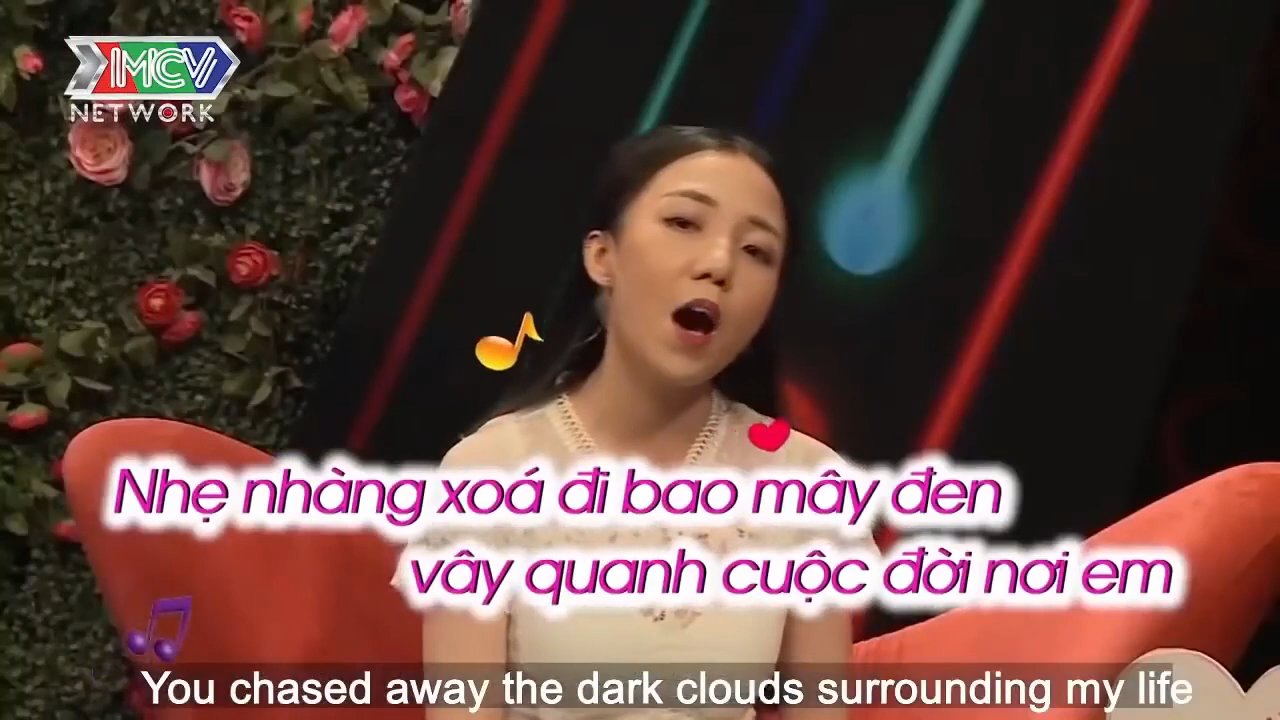 MCV
NETWORK
Nhẹ nhàng xoá đi bao mây đen
vây quanh cuộc đời nơi em
You chased away the dark clouds surrounding my life